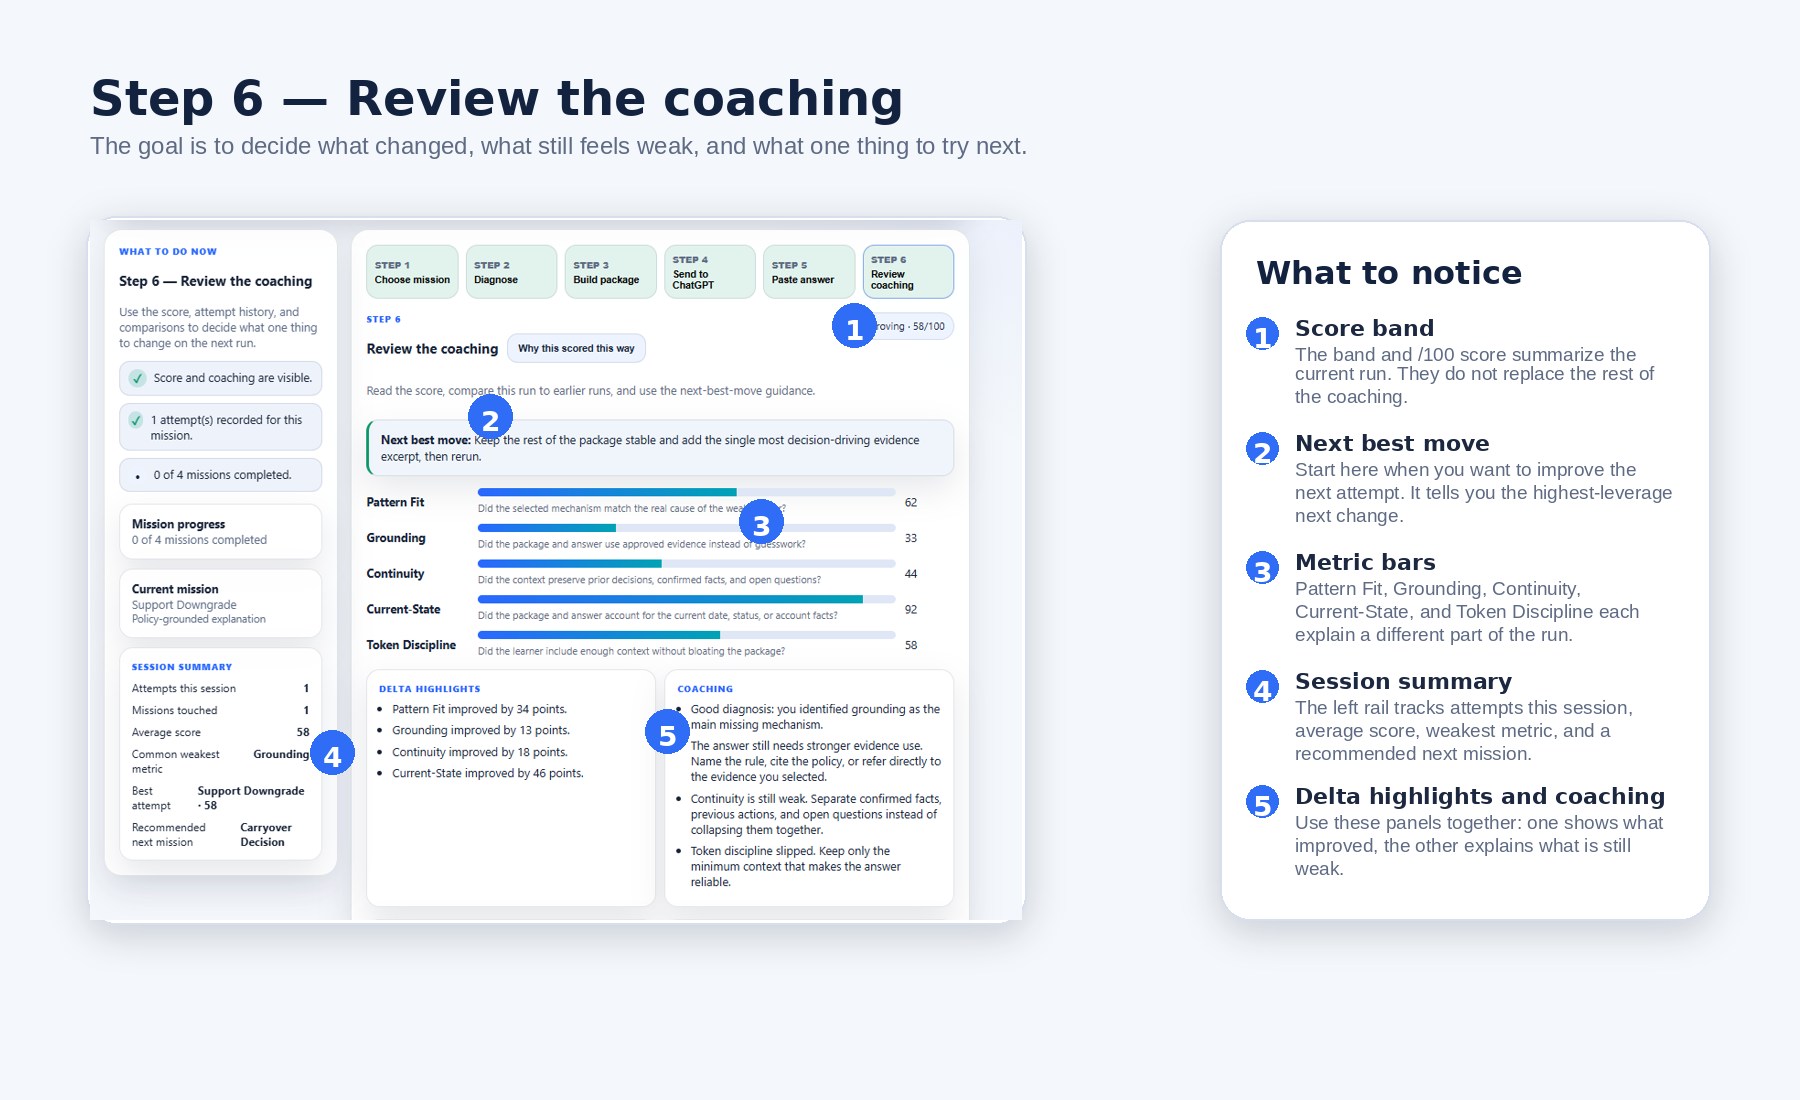 Step 6 — Review the coaching
The goal is to decide what changed, what still feels weak, and what one thing to try next.
WHAT TO DO NOW
Step 6 — Review the coaching
Use the score, attempt history, and
comparisons to decide what one thing
to change on the next run.
Score and coaching are visible.
1 attempt(s) recorded for this
mission.
• 0 of 4 missions completed.
Mission progress
0 of 4 missions completed
Current mission
Support Downgrade
Policy-grounded explanation
SESSION SUMMARY
Attempts this session 1
Missions touched 1
Average score 58
Common weakest metric Grounding
Best attempt Support Downgrade · 58
Recommended next mission Carryover Decision
4
STEP 1
Choose mission
STEP 2
Diagnose
STEP 3
Build package
STEP 4
Send to
ChatGPT
STEP 5
Paste answer
STEP 6
Review
coaching
STEP 6
1
· 58/100
Review the coaching
Why this scored this way
Read the score, compare this run to earlier runs, and use the next-best-move guidance.
2
Next best move: Keep the rest of the package stable and add the single most decision-driving evidence
excerpt, then rerun.
Pattern Fit 62
Did the selected mechanism match the real cause of the
3
Grounding 33
Did the package and answer use approved evidence instead of guesswork?
Continuity 44
Did the context preserve prior decisions, confirmed facts, and open questions?
Current-State 92
Did the package and answer account for the current date, status, or account facts?
Token Discipline 58
Did the learner include enough context without bloating the package?
DELTA HIGHLIGHTS
• Pattern Fit improved by 34 points.
• Grounding improved by 13 points.
• Continuity improved by 18 points.
• Current-State improved by 46 points.
5
COACHING
• Good diagnosis: you identified grounding as the
main missing mechanism.
The answer still needs stronger evidence use.
Name the rule, cite the policy, or refer directly to
the evidence you selected.
• Continuity is still weak. Separate confirmed facts,
previous actions, and open questions instead of
collapsing them together.
• Token discipline slipped. Keep only the
minimum context that makes the answer
reliable.
What to notice
1 Score band
The band and /100 score summarize the
current run. They do not replace the rest of
the coaching.
2 Next best move
Start here when you want to improve the
next attempt. It tells you the highest-leverage
next change.
3 Metric bars
Pattern Fit, Grounding, Continuity,
Current-State, and Token Discipline each
explain a different part of the run.
4 Session summary
The left rail tracks attempts this session,
average score, weakest metric, and a
recommended next mission.
5 Delta highlights and coaching
Use these panels together: one shows what
improved, the other explains what is still
weak.